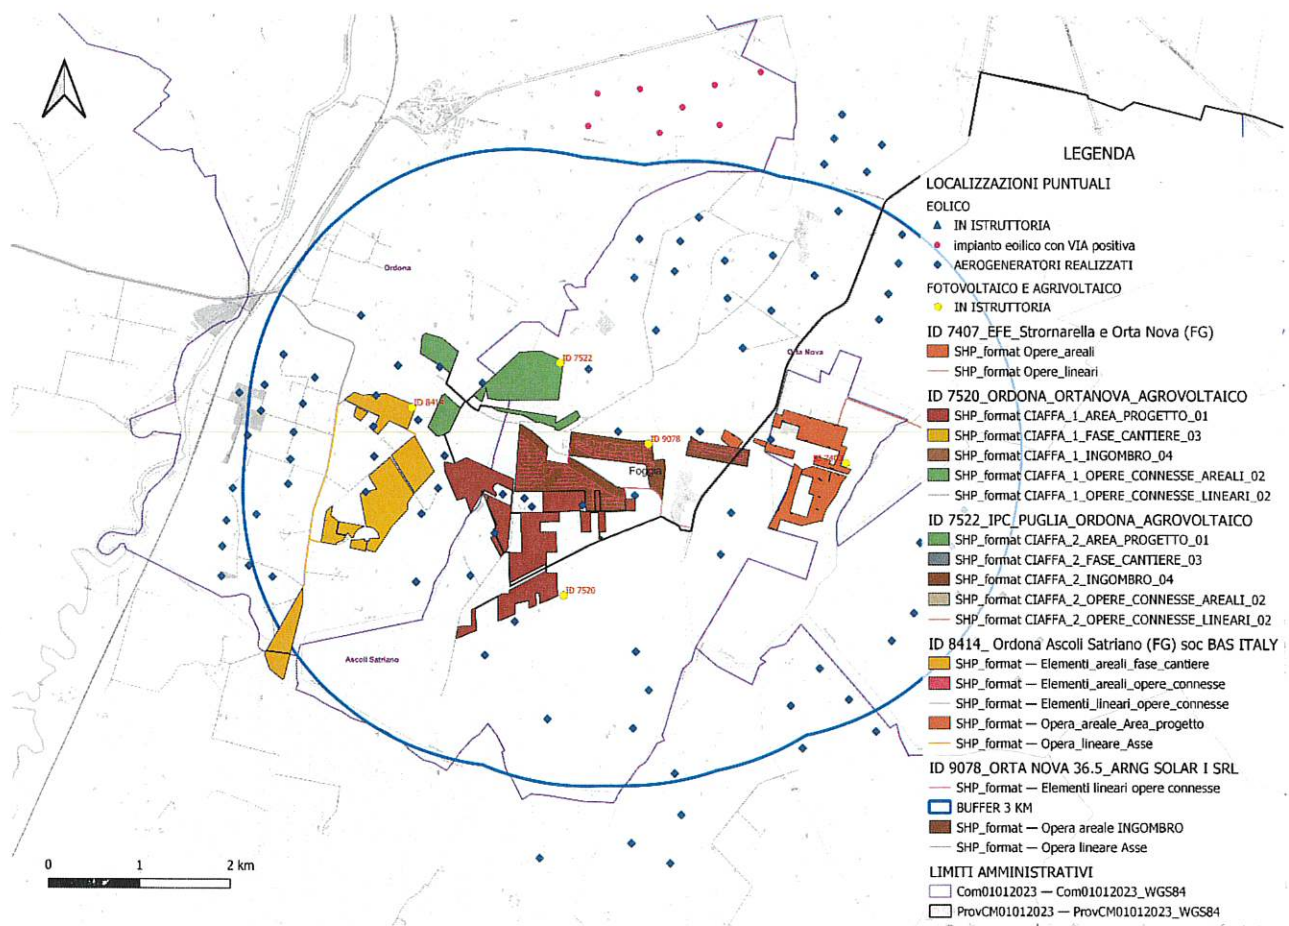 LEGENDA
LOCALIZZAZIONI PUNTUALI
EOLICO
IN ISTRUTTORIA
impianto eoilico con VIA positiva
AEROGENERATORI REALIZZATI
FOTOVOLTAICO E AGRIVOLTAICO
IN ISTRUTTORIA
ID 7407_EFE_Strornarella e Orta Nova (FG)
SHP_format Opere_areali
SHP_format Opere_lineari
ID 7520_ORDONA_ORTANOVA_AGROVOLTAICO
SHP_format CIAFFA_1_AREA_PROGETTO_01
SHP_format CIAFFA_1_FASE_CANTIERE_03
SHP_format CIAFFA_1_INGOMBRO_04
SHP_format CIAFFA_1_OPERE_CONNESSE_AREALI_02
SHP_format CIAFFA_1_OPERE_CONNESSE_LINEARI_02
ID 7522_IPC_PUGLIA_ORDONA_AGROVOLTAICO
SHP_format CIAFFA_2_AREA_PROGETTO_01
SHP_format CIAFFA_2_FASE_CANTIERE_03
SHP_format CIAFFA_2_INGOMBRO_04
SHP_format CIAFFA_2_OPERE_CONNESSE_AREALI_02
SHP_format CIAFFA_2_OPERE_CONNESSE_LINEARI_02
ID 8414_ Ordona Ascoli Satriano (FG) soc BAS ITALY
SHP_format — Elementi_areali_fase_cantiere
SHP_format — Elementi_areali_opere_connesse
SHP_format — Elementi_lineari_opere_connesse
SHP_format — Opera_areale_Area_progetto
SHP_format — Opera_lineare_Asse
ID 9078_ORTA NOVA 36.5_ARNG SOLAR I SRL
SHP_format — Elementi lineari opere connesse
BUFFER 3 KM
SHP_format — Opera areale INGOMBRO
SHP_format — Opera lineare Asse
LIMITI AMMINISTRATIVI
Com01012023 — Com01012023_WGS84
ProvCM01012023 — ProvCM01012023_WGS84
Ordona
Orta Nova
ID 7522
ID 8414
ID 9078
Foggia
ID 7520
Ascoli Satriano
0 1 2 km